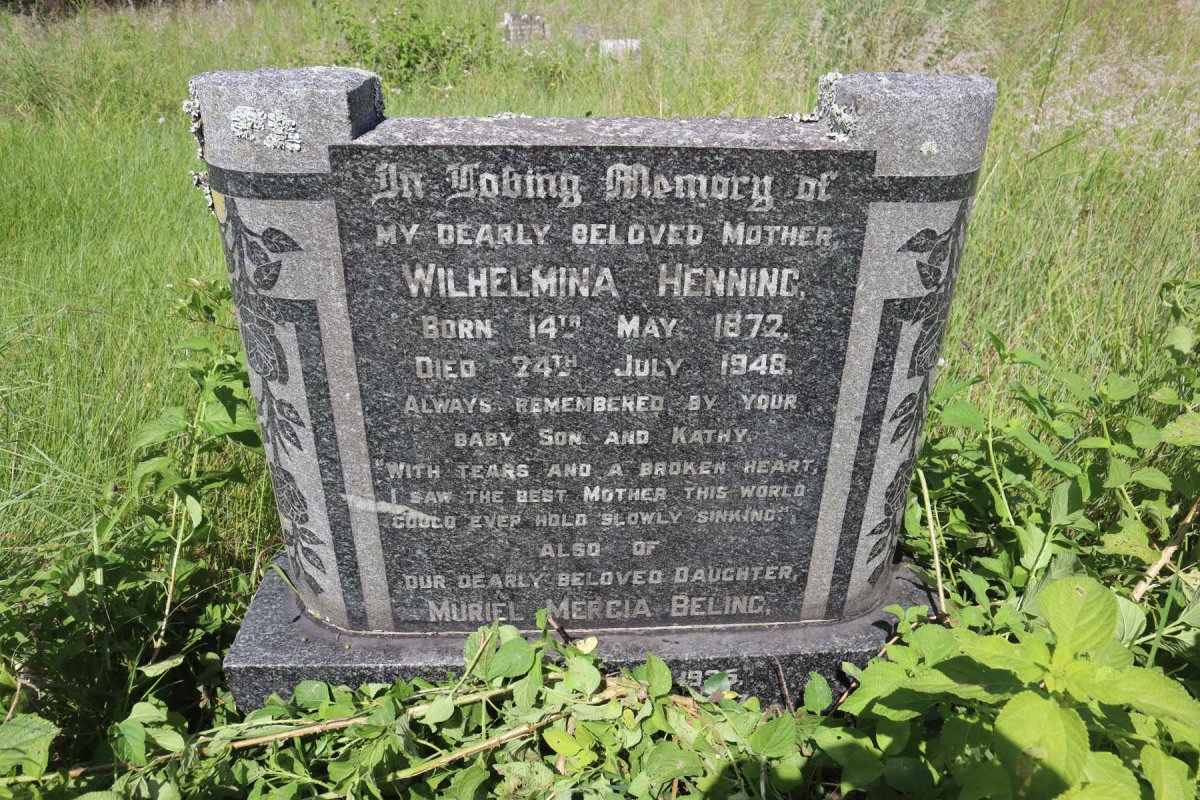 In Loving Memory of
MY DEARLY BELOVED MOTHER,
WILHELMINA HENNING,
BORN 14TH MAY 1872,
DIED 24TH JULY 1948.
ALWAYS REMEMBERED BY YOUR
BABY SON AND KATHY.
"WITH TEARS AND A BROKEN HEART,
I SAW THE BEST MOTHER THIS WORLD
COULD EVER HOLD SLOWLY SINKING".
ALSO OF
OUR DEARLY BELOVED DAUGHTER,
MURIEL MERCIA BELING,